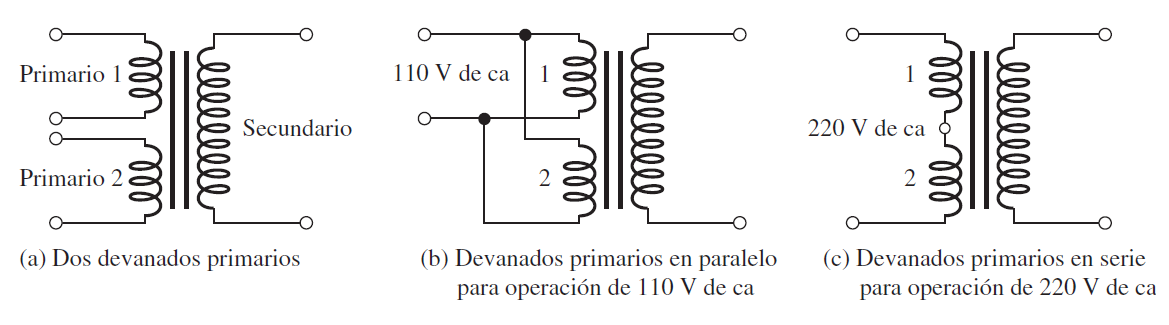 Primario 1
Primario 2
Secundario
(a) Dos devanados primarios
110 V de ca
1
2
(b) Devanados primarios en paralelo
para operación de 110 V de ca
1
220 V de ca
2
(c) Devanados primarios en serie
para operación de 220 V de ca